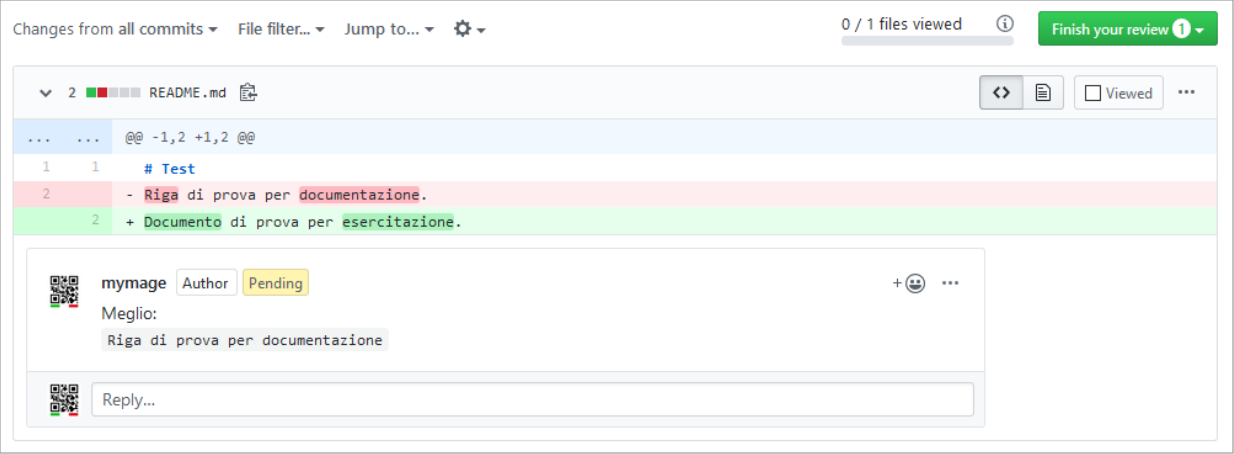 Changes from all commits File filter... Jump to... 0 / 1 files viewed Finish your review 1
2 README.md <> Viewed ...
... ... @@ -1,2 +1,2 @@
1 1 # Test
2 - Riga di prova per documentazione.
2 + Documento di prova per esercitazione.
mymage Author Pending + ...
Meglio:
Riga di prova per documentazione
Reply...